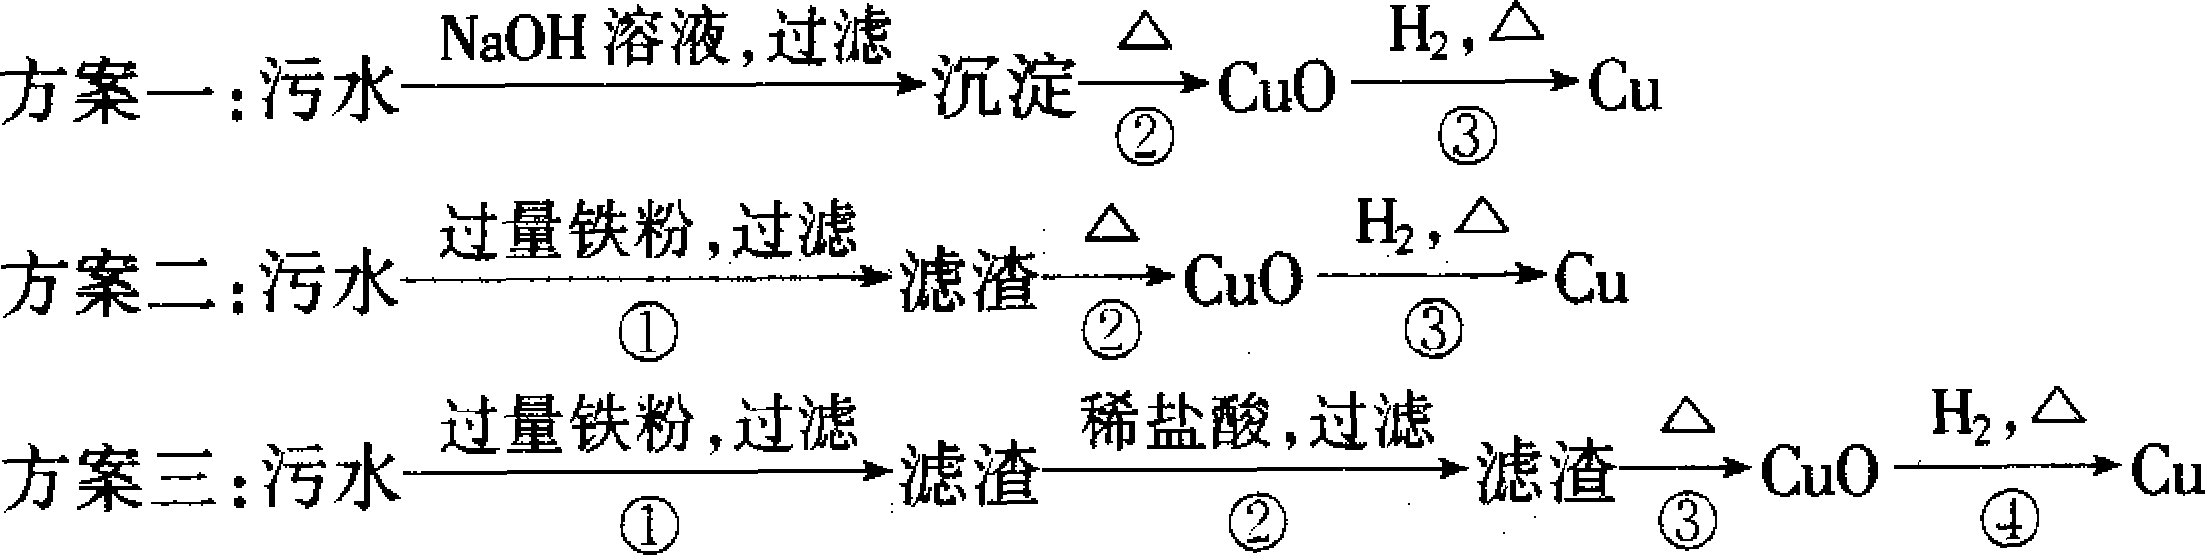 方案一:污水 NaOH 溶液,过滤 → 沉淀 △ ② → CuO H₂,△ ③ → Cu
方案二:污水 过量铁粉,过滤 ① → 滤渣 △ ② → CuO H₂,△ ③ → Cu
方案三:污水 过量铁粉,过滤 ① → 滤渣 稀盐酸,过滤 ② → 滤渣 △ ③ → CuO H₂,△ ④ → Cu